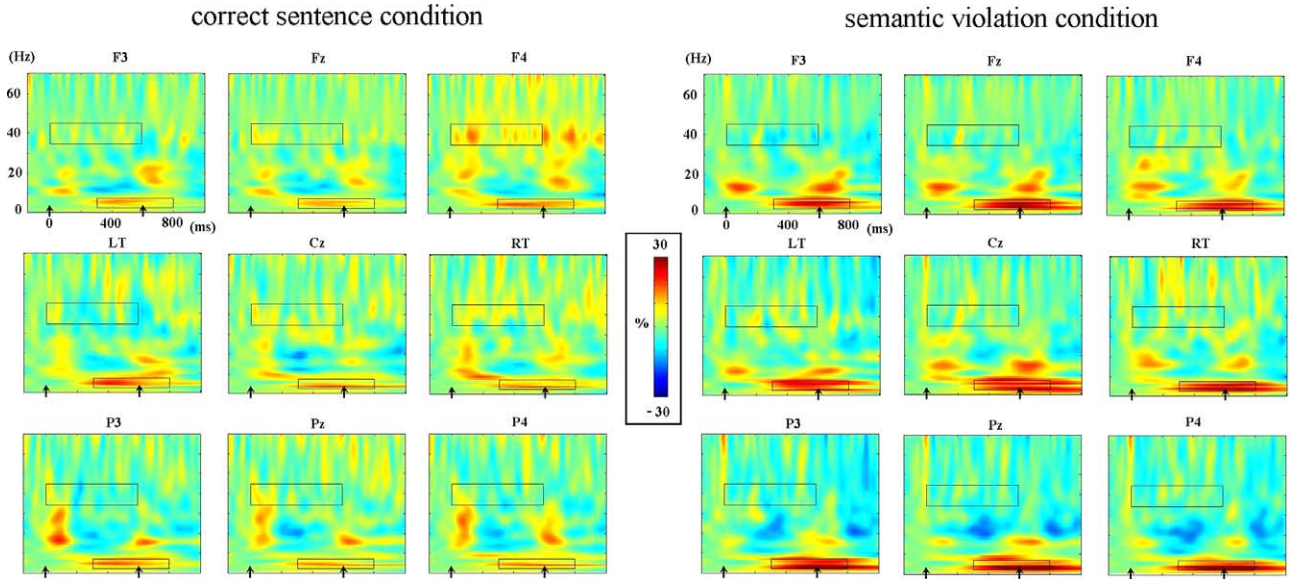 correct sentence condition
semantic violation condition
(Hz) F3 Fz F4
60
40
20
0
0 400 800 (ms)
LT Cz RT
P3 Pz P4
30
%
- 30
(Hz) F3 Fz F4
60
40
20
0
0 400 800 (ms)
LT Cz RT
P3 Pz P4